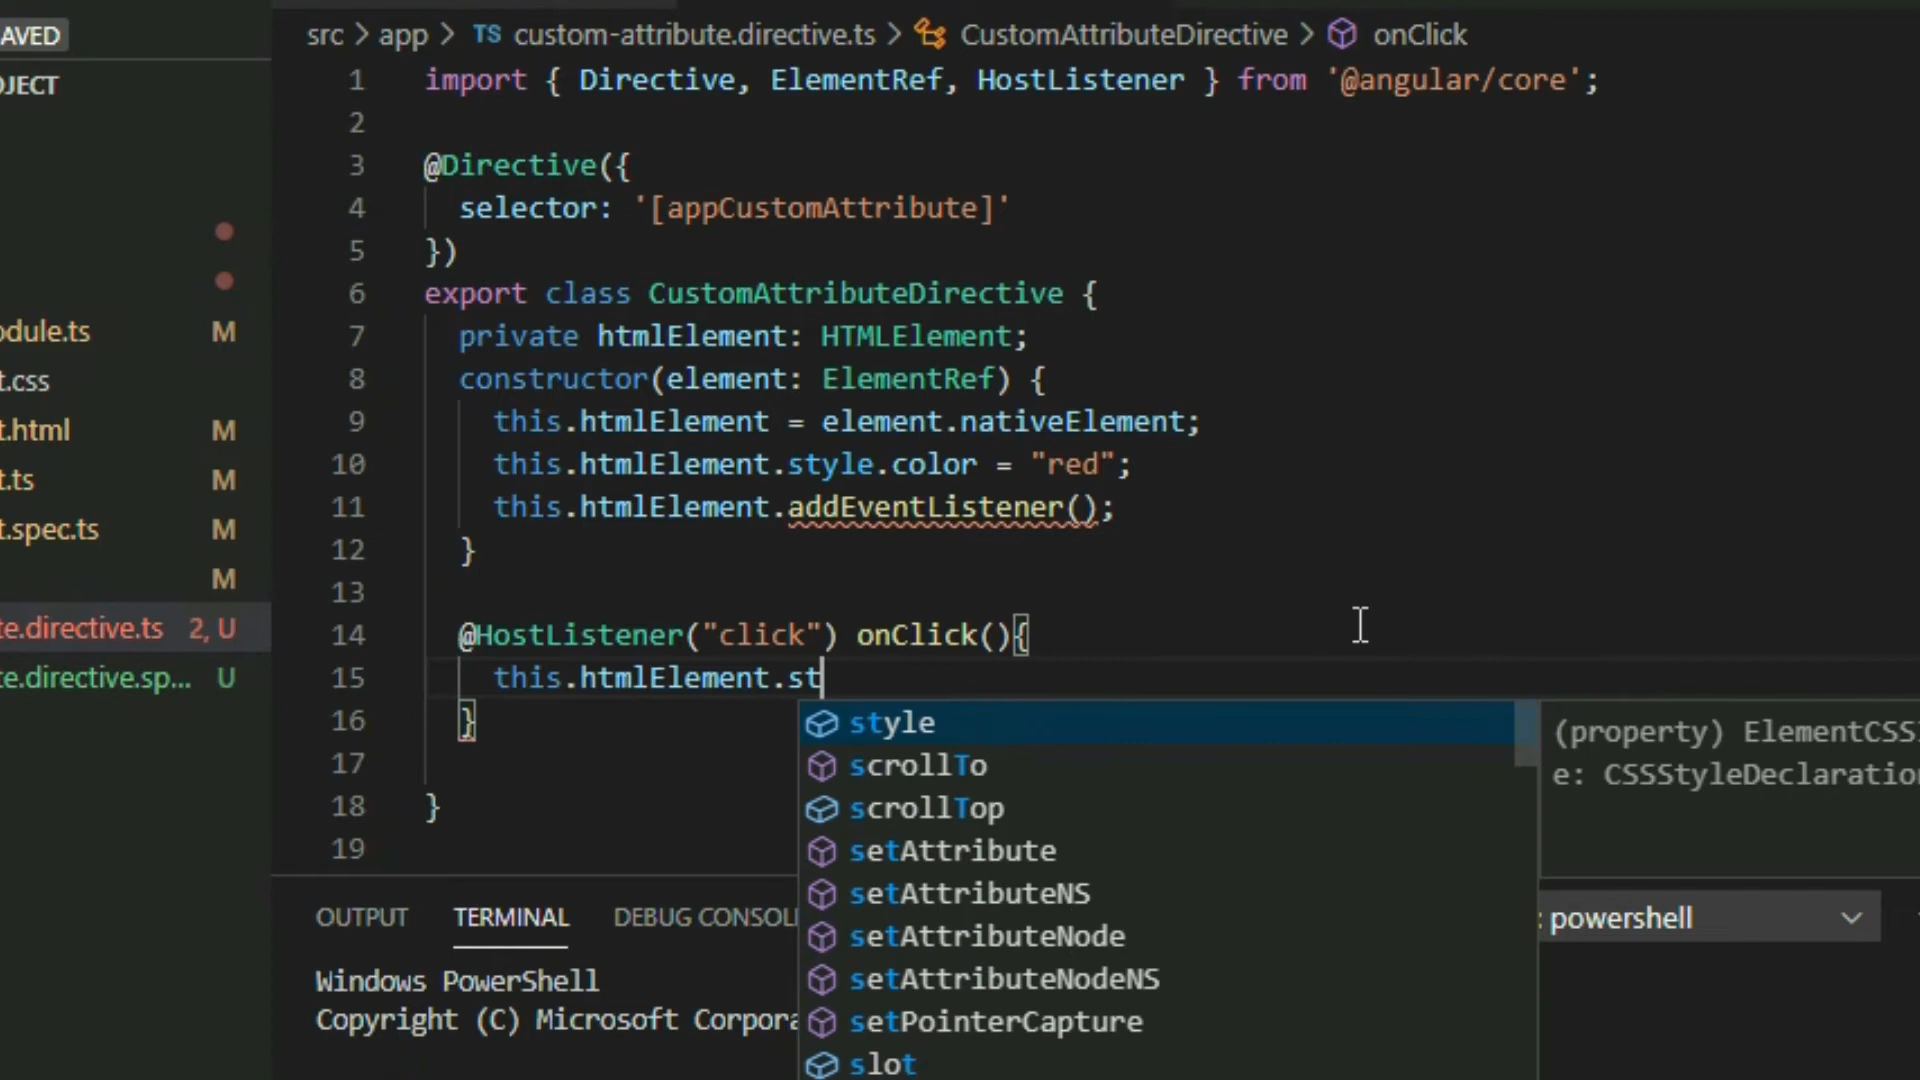 AVED
src > app > TS custom-attribute.directive.ts > CustomAttributeDirective > onClick
JECT
1 import { Directive, ElementRef, HostListener } from '@angular/core';
2
3 @Directive({
4 selector: '[appCustomAttribute]'
5 })
6 export class CustomAttributeDirective {
7 private htmlElement: HTMLElement;
8 constructor(element: ElementRef) {
9 this.htmlElement = element.nativeElement;
10 this.htmlElement.style.color = "red";
11 this.htmlElement.addEventListener();
12 }
13
14 @HostListener("click") onClick(){
15 this.htmlElement.st
16 }
17
18 }
19
odule.ts M
t.css
t.html M
t.ts M
t.spec.ts M
M
te.directive.ts 2, U
te.directive.sp... U
style
scrollTo
scrollTop
setAttribute
setAttributeNS
setAttributeNode
setAttributeNodeNS
setPointerCapture
slot
(property) ElementCSSI
e: CSSStyleDeclaration
OUTPUT TERMINAL DEBUG CONSOL
: powershell
Windows PowerShell
Copyright (C) Microsoft Corpora